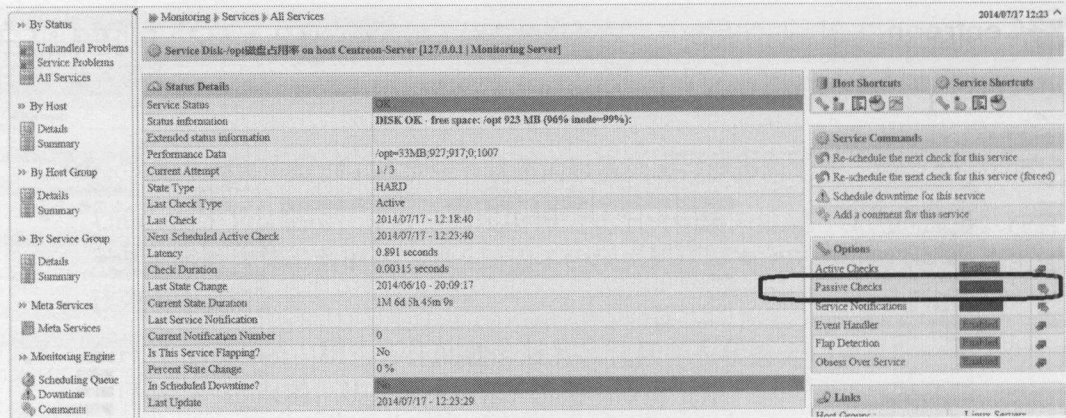 » By Status
Unhandled Problems
Service Problems
All Services
» By Host
Details
Summary
» By Host Group
Details
Summary
» By Service Group
Details
Summary
» Meta Services
Meta Services
» Monitoring Engine
Scheduling Queue
Downtime
Comments
Monitoring » Services » All Services
2014/07/17 12:23
Service Disk-/opt磁盘占用率 on host Centreon-Server [127.0.0.1 | Monitoring Server]
Status Details
Service Status OK
Status information DISK OK - free space: /opt 923 MB (96% inode=99%):
Extended status information
Performance Data /opt=33MB;927;917;0;1007
Current Attempt 1 / 3
State Type HARD
Last Check Type Active
Last Check 2014/07/17 - 12:18:40
Next Scheduled Active Check 2014/07/17 - 12:23:40
Latency 0.891 seconds
Check Duration 0.00315 seconds
Last State Change 2014/06/10 - 20:09:17
Current State Duration 1M 6d 5h 45m 9s
Last Service Notification
Current Notification Number 0
Is This Service Flapping? No
Percent State Change 0 %
In Scheduled Downtime? No
Last Update 2014/07/17 - 12:23:29
Host Shortcuts
Service Shortcuts
Service Commands
Re-schedule the next check for this service
Re-schedule the next check for this service (forced)
Schedule downtime for this service
Add a comment for this service
Options
Active Checks Enabled
Passive Checks
Service Notifications
Event Handler Enabled
Flap Detection Enabled
Obsess Over Service Enabled
Links
Host Groups Linux Servers